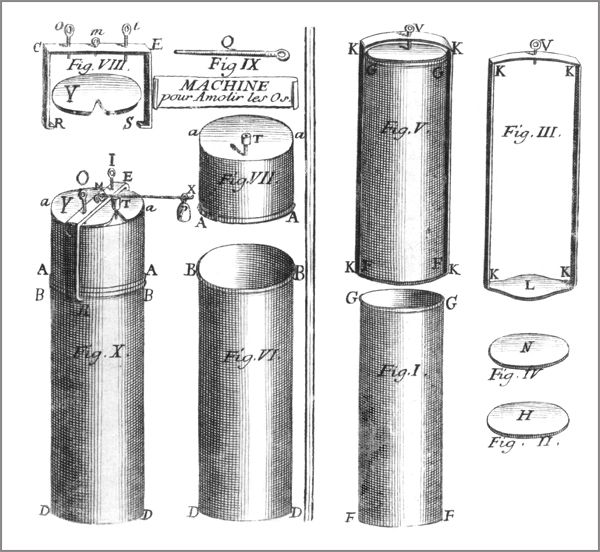 O m l
C E
Fig. VIII.
Y
R S
Q
Fig IX
MACHINE
pour Amolir les Os.
a T a
Fig VII
A A
I
O M E
X
a Y T a
P
A A
B B
R
Fig. X.
D D
B B
Fig. VI.
D D
V
K K
G G
Fig. V.
K F F K
G G
Fig. I.
F F
V
K K
Fig. III.
K K
L
N
Fig. IV
H
Fig. II.